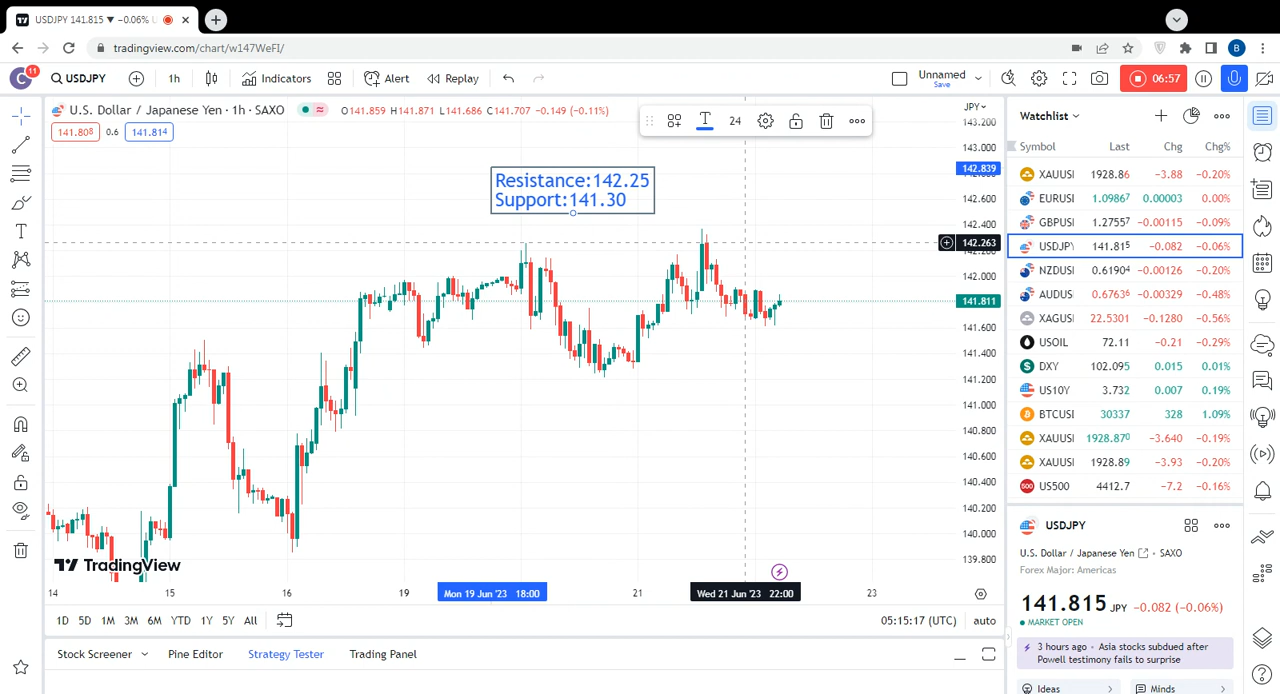 USDJPY 141.815 ▼ −0.06% U
tradingview.com/chart/w147WeFI/
B
C 11 USDJPY 1h Indicators Alert Replay Unnamed Save 06:57
U.S. Dollar / Japanese Yen · 1h · SAXO O141.859 H141.871 L141.686 C141.707 −0.149 (−0.11%)
141.808 0.6 141.814
T 24
JPY
Resistance:142.25
Support:141.30
143.200
143.000
142.839
142.600
142.400
142.263
142.000
141.811
141.600
141.400
141.200
141.000
140.800
140.600
140.400
140.200
140.000
139.800
TradingView
14 15 16 19 Mon 19 Jun '23 18:00 21 Wed 21 Jun '23 22:00 23
1D 5D 1M 3M 6M YTD 1Y 5Y All 05:15:17 (UTC) auto
Stock Screener Pine Editor Strategy Tester Trading Panel
Watchlist
Symbol Last Chg Chg%
XAUUSI 1928.86 −3.88 −0.20%
EURUSI 1.09867 0.00003 0.00%
GBPUSI 1.27557 −0.00115 −0.09%
USDJPY 141.815 −0.082 −0.06%
NZDUSI 0.61904 −0.00126 −0.20%
AUDUSI 0.67636 −0.00329 −0.48%
XAGUSI 22.5301 −0.1280 −0.56%
USOIL 72.11 −0.21 −0.29%
DXY 102.095 0.015 0.01%
US10Y 3.732 0.007 0.19%
BTCUSI 30337 328 1.09%
XAUUSI 1928.870 −3.640 −0.19%
XAUUSI 1928.89 −3.93 −0.20%
500 US500 4412.7 −7.2 −0.16%
USDJPY
U.S. Dollar / Japanese Yen · SAXO
Forex Major: Americas
141.815 JPY −0.082 (−0.06%)
MARKET OPEN
3 hours ago · Asia stocks subdued after
Powell testimony fails to surprise
Ideas Minds